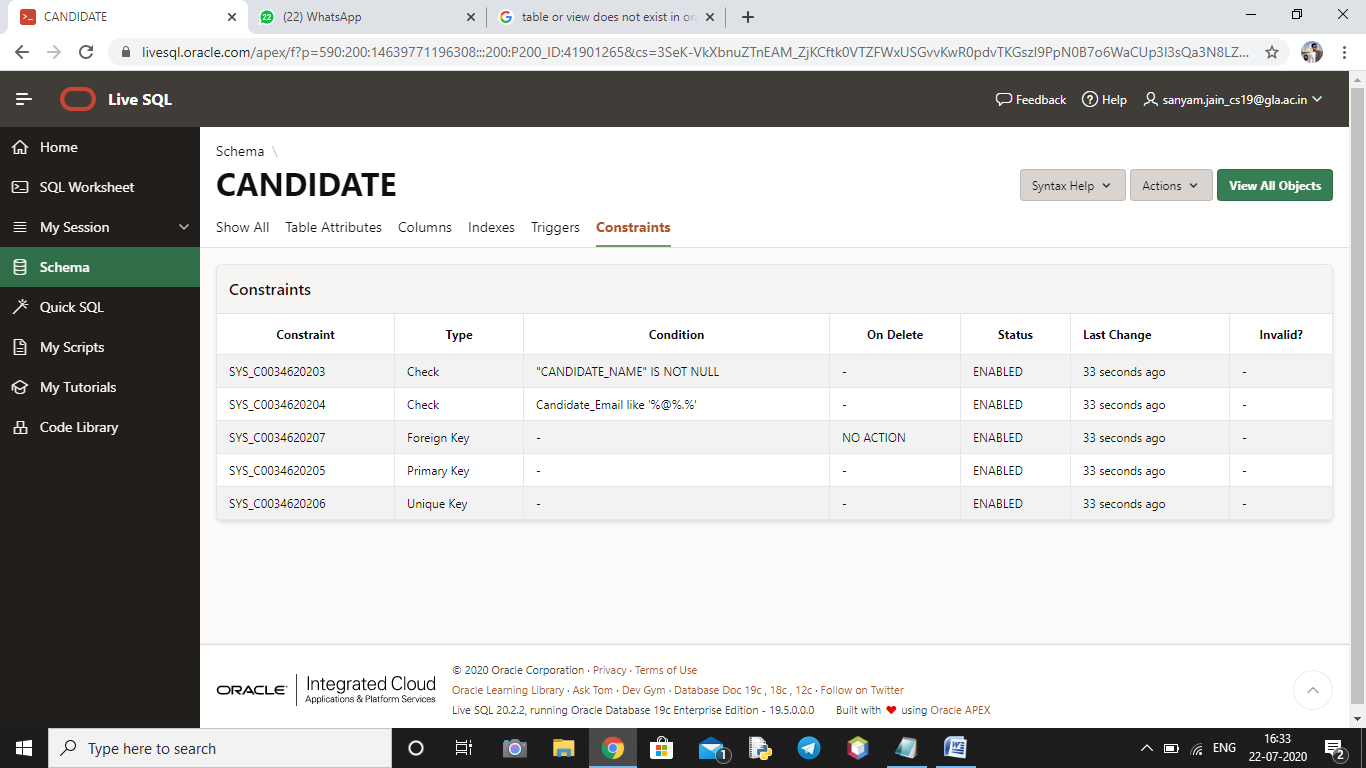 CANDIDATE
(22) WhatsApp
table or view does not exist in or
livesql.oracle.com/apex/f?p=590:200:14639771196308:::200:P200_ID:41901265&cs=3SeK-VkXbnuZTnEAM_ZjKCftk0VTZFWxUSGvvKwR0pdvTKGszI9PpN0B7o6WaCUp3I3sQa3N8LZ...
Live SQL
Feedback
Help
sanyam.jain_cs19@gla.ac.in
Home
SQL Worksheet
My Session
Schema
Quick SQL
My Scripts
My Tutorials
Code Library
Schema \
CANDIDATE
Syntax Help
Actions
View All Objects
Show All Table Attributes Columns Indexes Triggers Constraints
Constraints
Constraint Type Condition On Delete Status Last Change Invalid?
SYS_C0034620203 Check "CANDIDATE_NAME" IS NOT NULL - ENABLED 33 seconds ago -
SYS_C0034620204 Check Candidate_Email like '%@%.%' - ENABLED 33 seconds ago -
SYS_C0034620207 Foreign Key - NO ACTION ENABLED 33 seconds ago -
SYS_C0034620205 Primary Key - - ENABLED 33 seconds ago -
SYS_C0034620206 Unique Key - - ENABLED 33 seconds ago -
ORACLE
Integrated Cloud
Applications & Platform Services
© 2020 Oracle Corporation · Privacy · Terms of Use
Oracle Learning Library · Ask Tom · Dev Gym · Database Doc 19c , 18c , 12c · Follow on Twitter
Live SQL 20.2.2, running Oracle Database 19c Enterprise Edition - 19.5.0.0.0 Built with ❤ using Oracle APEX
Type here to search
1
ENG
16:33
22-07-2020
2